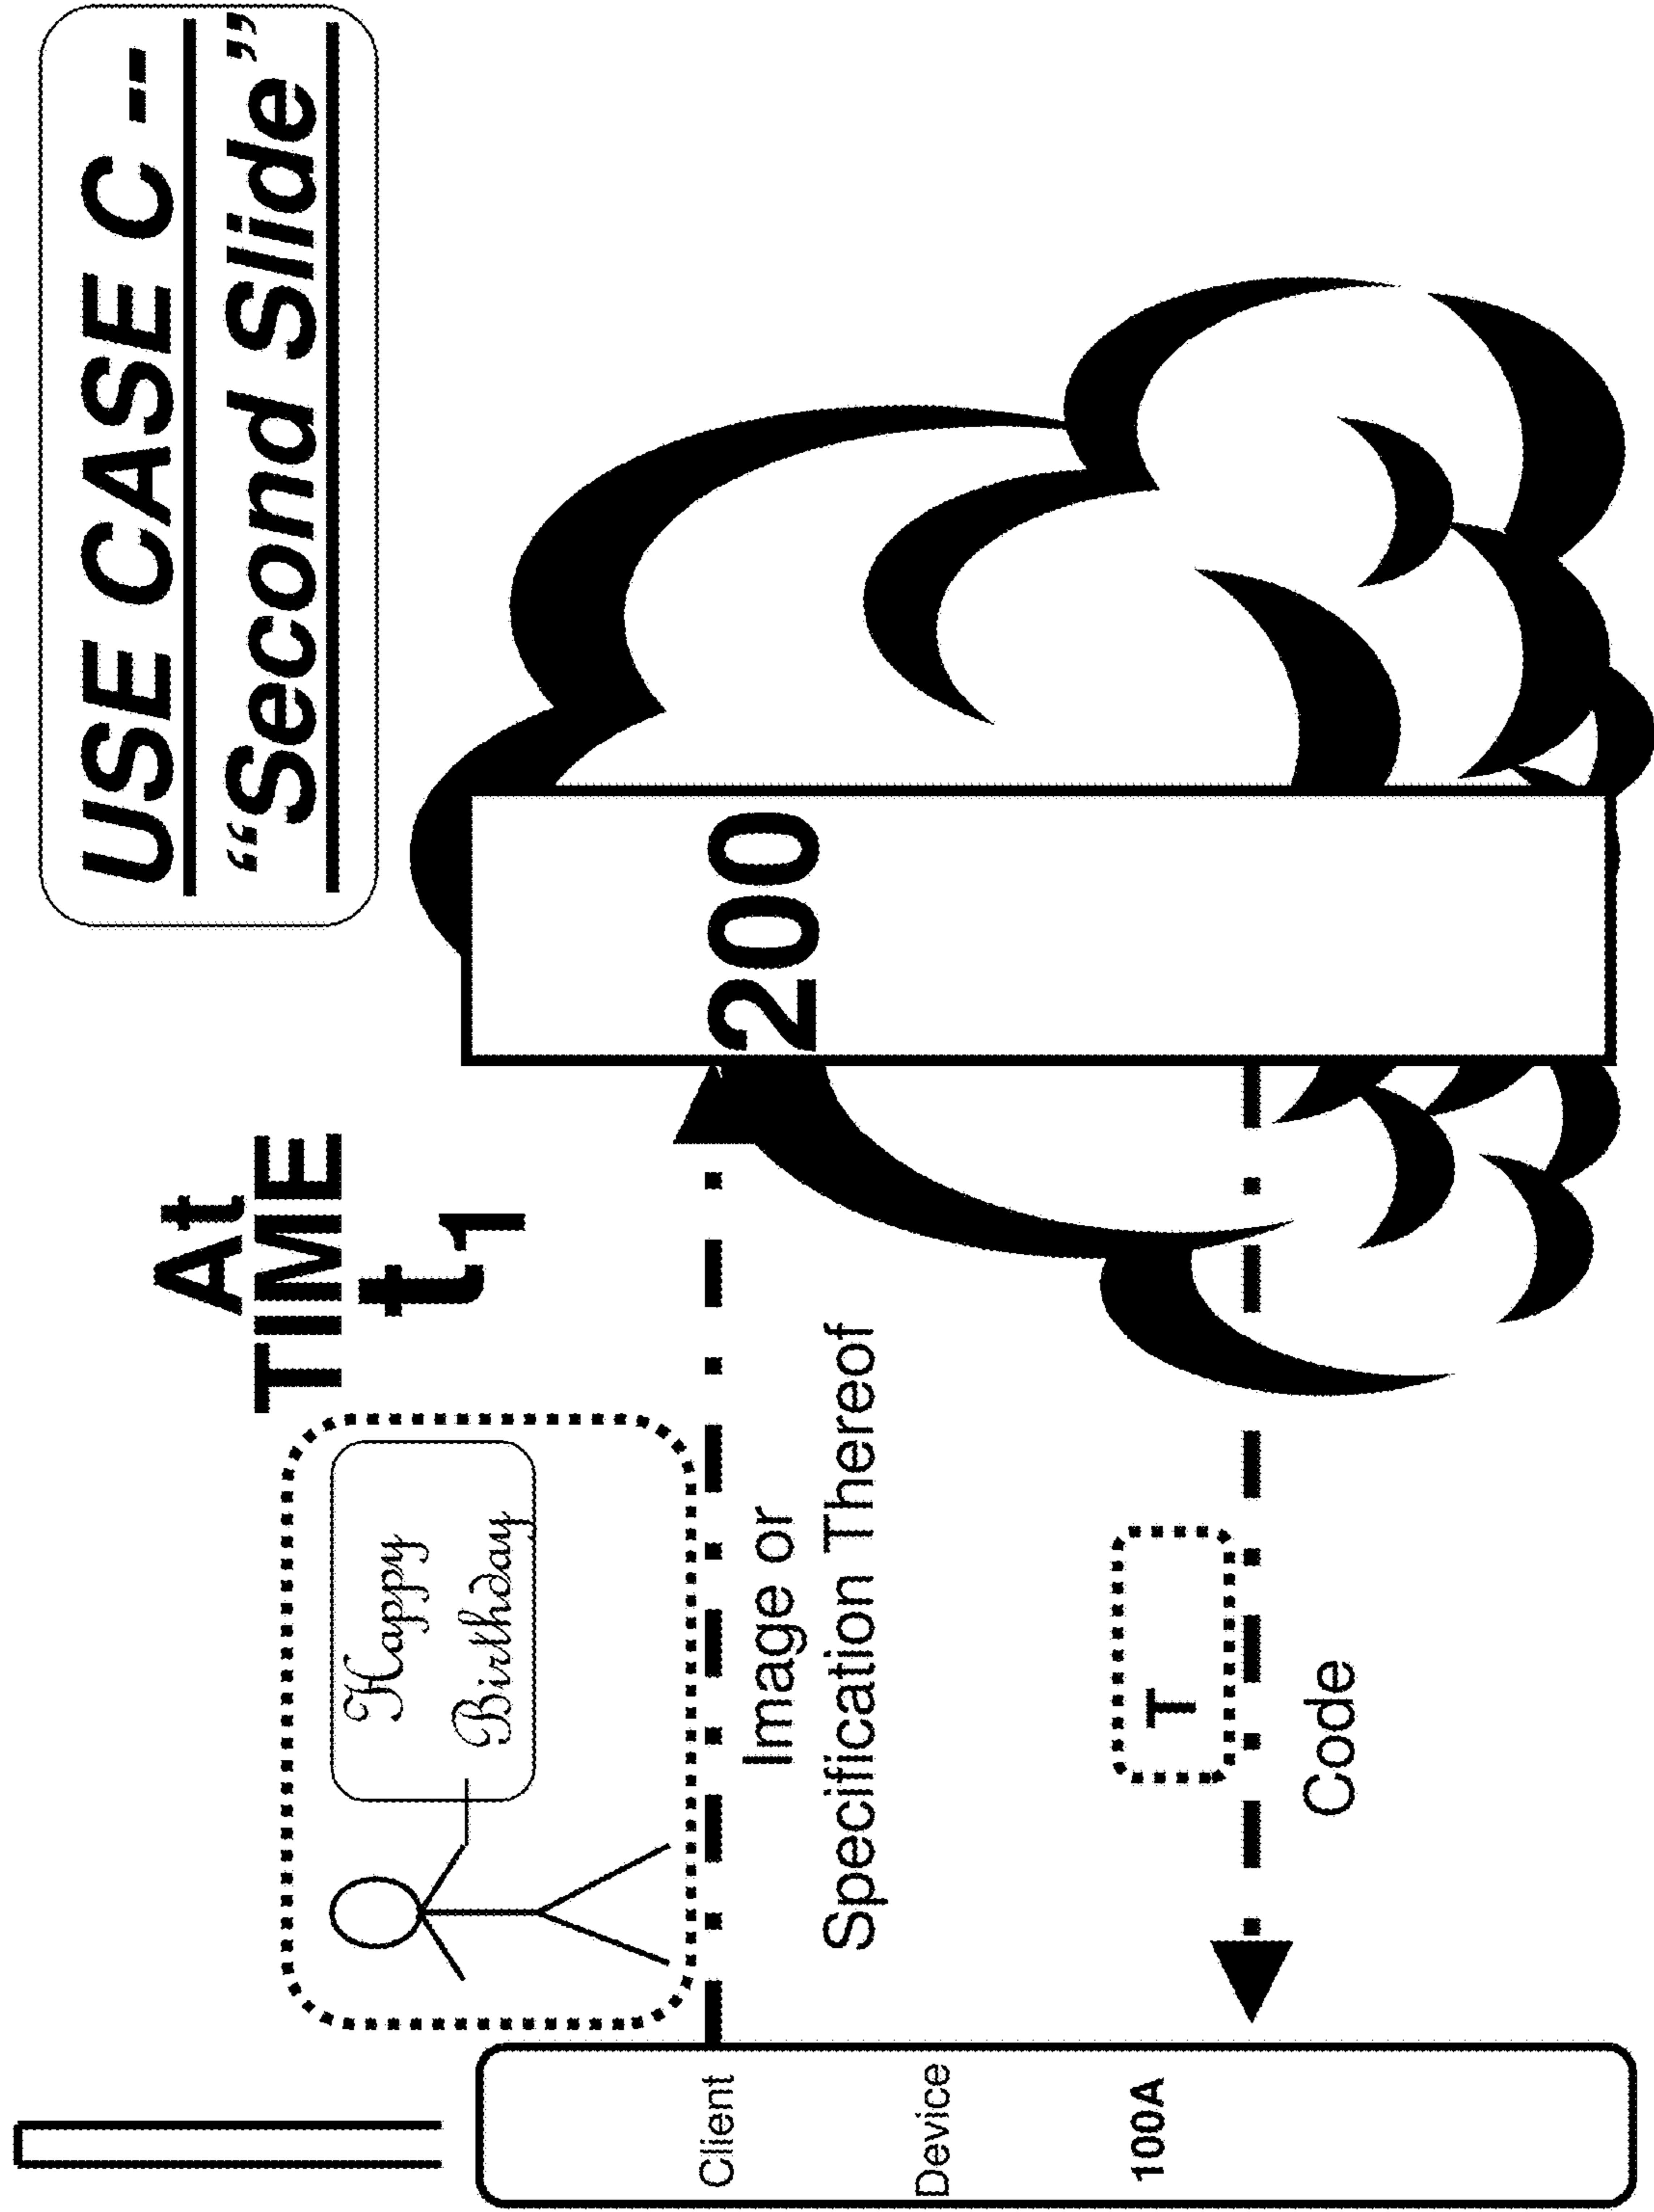 USE CASE C --
“Second Slide”
At
TIME
t1
Happy
Birthday
Image or
Specification Thereof
200
T
Code
Client
Device
100A